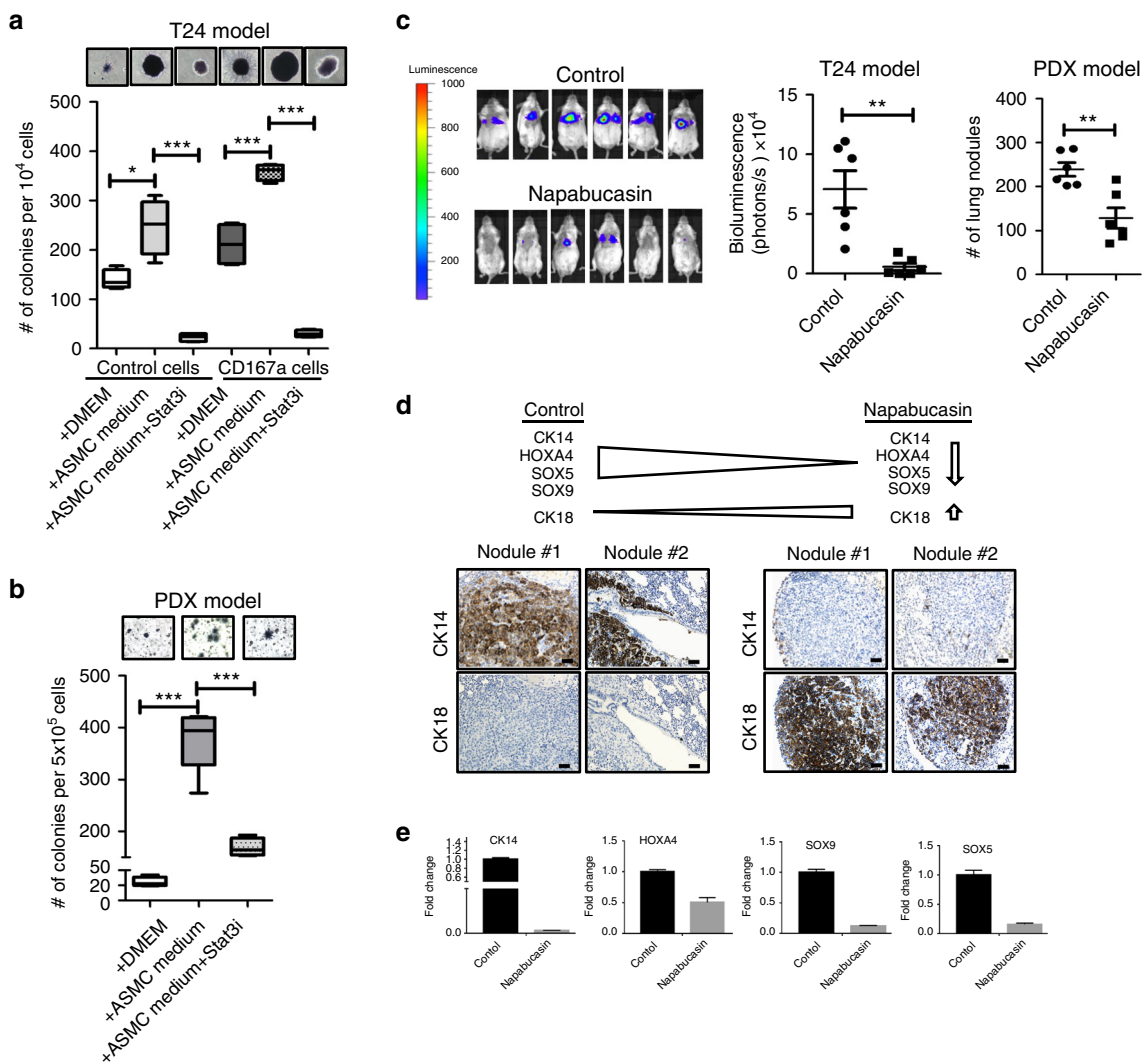 a
T24 model
# of colonies per 10⁴ cells
500
400
300
200
100
0
*
***
***
***
Control cells
CD167a cells
+DMEM
+ASMC medium
+ASMC medium+Stat3i
+DMEM
+ASMC medium
+ASMC medium+Stat3i
b
PDX model
# of colonies per 5x10⁵ cells
500
400
300
200
50
20
0
***
***
+DMEM
+ASMC medium
+ASMC medium+Stat3i
c
Luminescence
1000
800
600
400
200
Control
Napabucasin
T24 model
Bioluminescence
(photons/s ) ×10⁴
15
10
5
0
**
Contol
Napabucasin
PDX model
# of lung nodules
400
300
200
100
0
**
Contol
Napabucasin
d
Control
CK14
HOXA4
SOX5
SOX9
CK18
Napabucasin
CK14
HOXA4
SOX5
SOX9
CK18
Nodule #1
Nodule #2
Nodule #1
Nodule #2
CK14
CK18
CK14
CK18
e
CK14
Fold change
1.4
1.2
1.0
0.8
0.6
0.0
Contol
Napabucasin
HOXA4
Fold change
1.5
1.0
0.5
0.0
Contol
Napabucasin
SOX9
Fold change
1.5
1.0
0.5
0.0
Contol
Napabucasin
SOX5
Fold change
1.5
1.0
0.5
0.0
Contol
Napabucasin